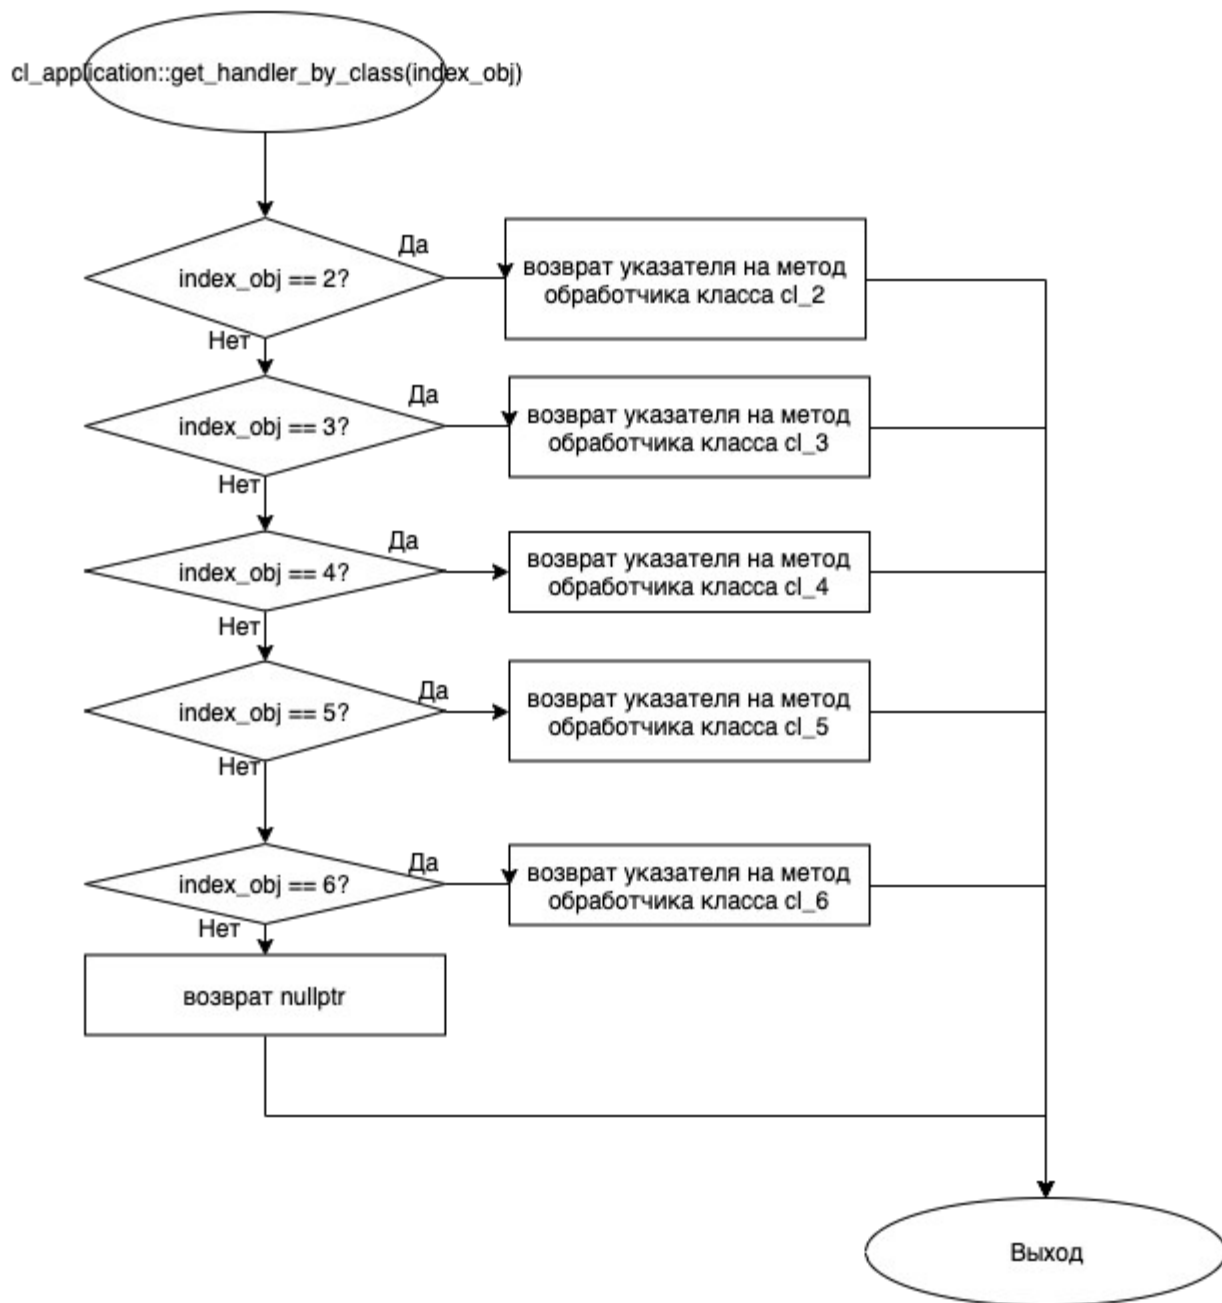 cl_application::get_handler_by_class(index_obj)
index_obj == 2?
Да
возврат указателя на метод
обработчика класса cl_2
Нет
index_obj == 3?
Да
возврат указателя на метод
обработчика класса cl_3
Нет
index_obj == 4?
Да
возврат указателя на метод
обработчика класса cl_4
Нет
index_obj == 5?
Да
возврат указателя на метод
обработчика класса cl_5
Нет
index_obj == 6?
Да
возврат указателя на метод
обработчика класса cl_6
Нет
возврат nullptr
Выход